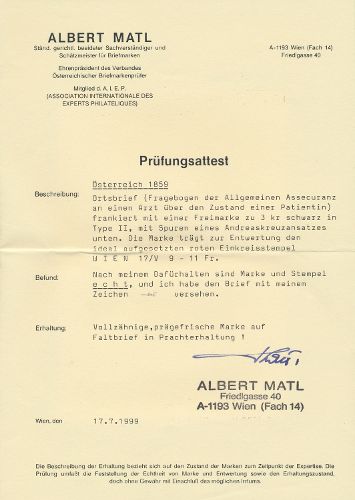 ALBERT MATL
Ständ. gerichtl. beeideter Sachverständiger und
Schätzmeister für Briefmarken
Ehrenpräsident des Verbandes
Österreichischer Briefmarkenprüfer
Mitglied d. A. I. E. P.
(ASSOCIATION INTERNATIONALE DES
EXPERTS PHILATELIQUES)
A-1193 Wien (Fach 14)
Friedlgasse 40
Prüfungsattest
Beschreibung:
Österreich 1859
Ortsbrief (Fragebogen der Allgemeinen Assecuranz
an einen Arzt über den Zustand einer Patientin)
frankiert mit einer Freimarke zu 3 kr schwarz in
Type II, mit Spuren eines Andreaskreuzansatzes
unten. Die Marke trägt zur Entwertung den
ideal aufgesetzten roten Einkreisstempel
W I E N 17/V 9 - 11 Fr.
Befund:
Nach meinem Dafürhalten sind Marke und Stempel
e c h t, und ich habe den Brief mit meinem
Zeichen versehen.
Erhaltung:
Vollzähnige,prägefrische Marke auf
Faltbrief in Prachterhaltung !
ALBERT MATL
Friedlgasse 40
A-1193 Wien (Fach 14)
Wien, den 17.7.1999
Die Beschreibung der Erhaltung bezieht sich auf den Zustand der Marken zum Zeitpunkt der Expertise. Die
Prüfung umfaßt die Feststellung der Echtheit von Marke und Entwertung sowie den Erhaltungszustand,
doch ohne Gewähr mit Einschluß des möglichen Irrtums.